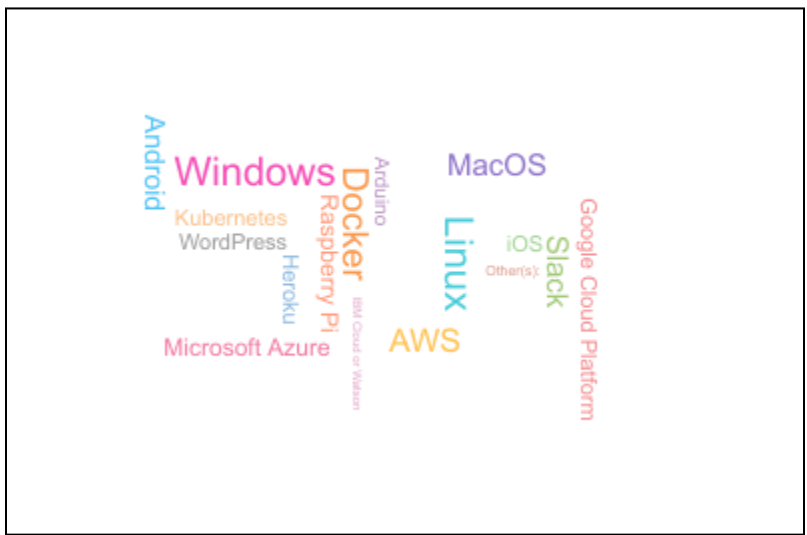 Android
Windows
Docker
Arduino
MacOS
Kubernetes
WordPress
Raspberry Pi
Heroku
Linux
iOS
Slack
Google Cloud Platform
Other(s):
IBM Cloud or Watson
Microsoft Azure
AWS